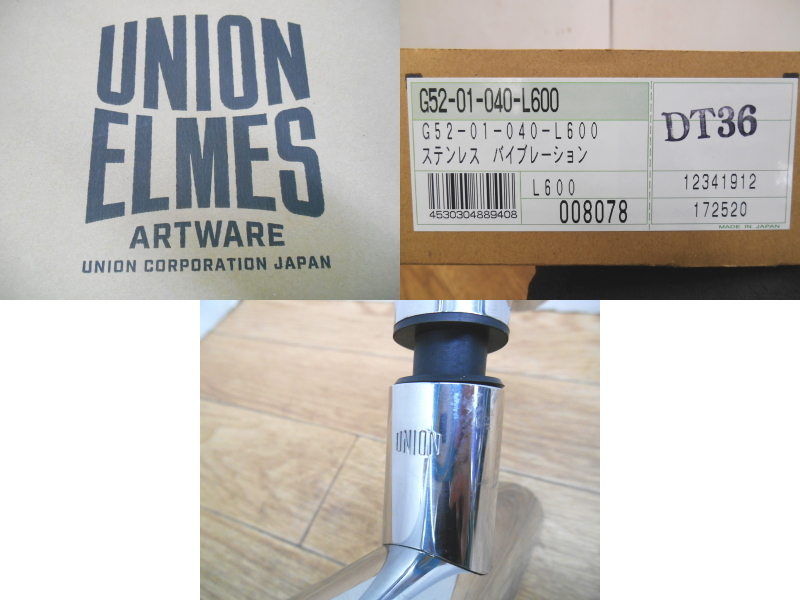 UNION
ELMES
ARTWARE
UNION CORPORATION JAPAN
G52-01-040-L600
G52-01-040-L600
ステンレス バイブレーション
L600
4530304889408
008078
DT36
12341912
172520
MADE IN JAPAN
UNION